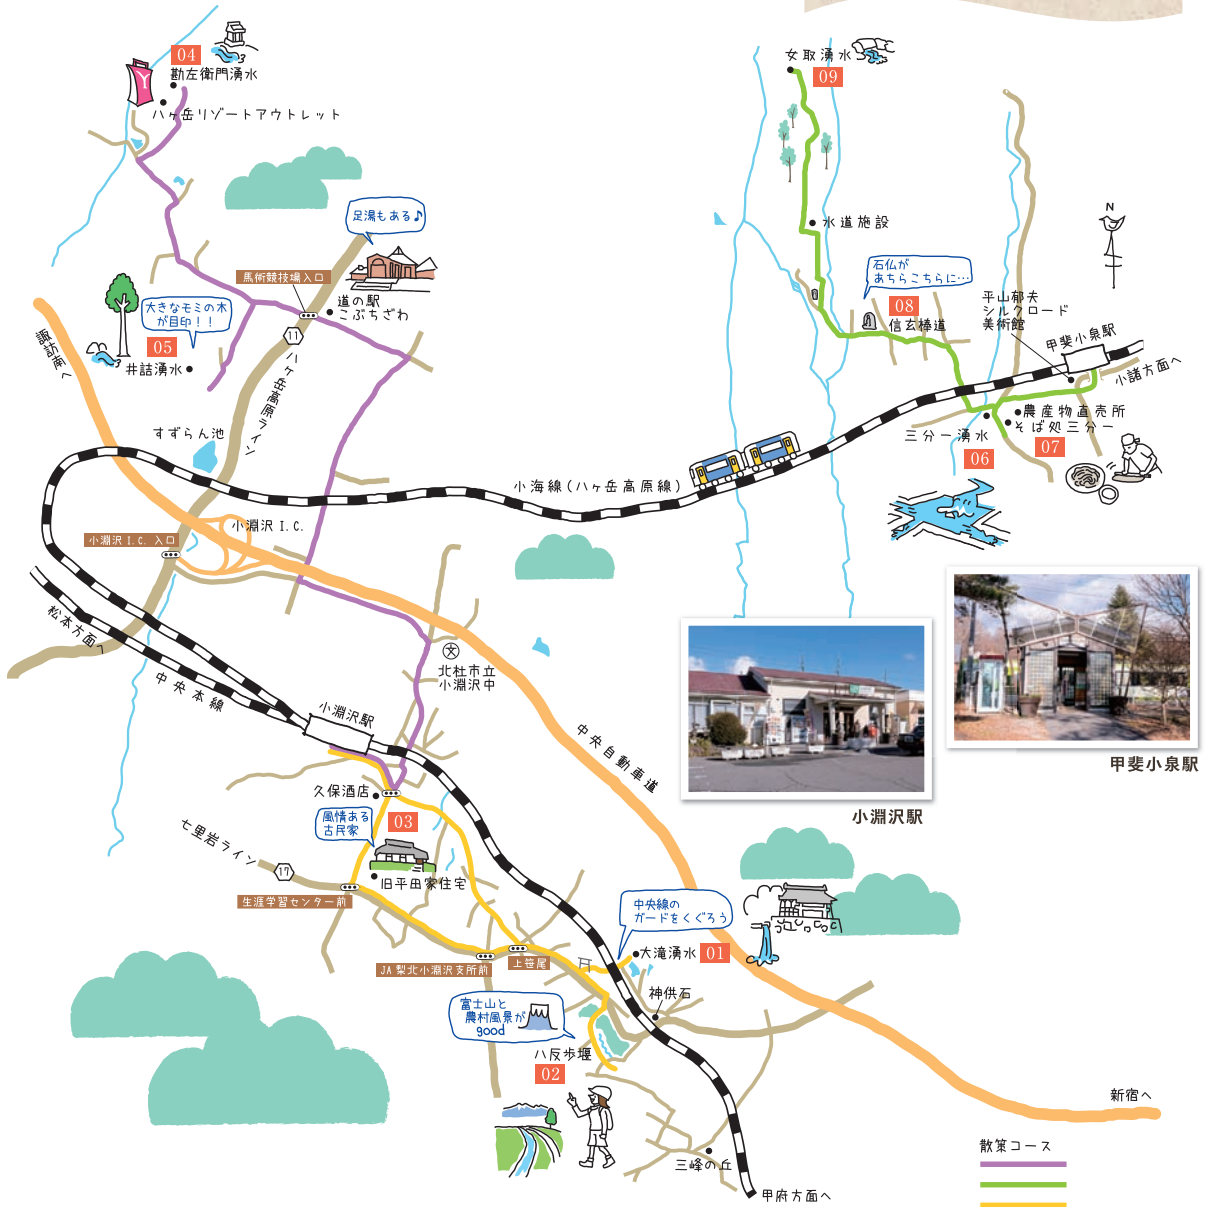 04
勘左衛門湧水
Y
八ヶ岳リゾートアウトレット
足湯もある♪
馬術競技場入口
道の駅
こぶちざわ
大きなモミの木
が目印！！
05
井詰湧水
諏訪南へ
11
八ヶ岳高原ライン
すずらん池
女取湧水
09
水道施設
N
石仏が
あちらこちらに…
08
信玄棒道
平山郁夫
シルクロード
美術館
甲斐小泉駅
小諸方面へ
農産物直売所
そば処三分一
07
三分一湧水
06
小海線(八ヶ岳高原線)
小淵沢 I.C.
小淵沢 I.C. 入口
松本方面へ
中央本線
文
北杜市立
小淵沢中
小淵沢駅
中央自動車道
甲斐小泉駅
小淵沢駅
久保酒店
03
風情ある
古民家
旧平田家住宅
七里岩ライン
17
生涯学習センター前
JA 梨北小淵沢支所前
上笹尾
中央線の
ガードをくぐろう
大滝湧水
01
神供石
富士山と
農村風景が
good
八反歩堰
02
三峰の丘
甲府方面へ
新宿へ
散策コース